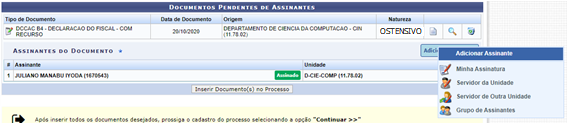 DOCUMENTOS PENDENTES DE ASSINANTES
Tipo de Documento Data de Documento Origem Natureza
DCCAC B4 - DECLARACAO DO FISCAL - COM RECURSO 20/10/2020 DEPARTAMENTO DE CIENCIA DA COMPUTACAO - CIN (11.78.02) OSTENSIVO
ASSINANTES DO DOCUMENTO
Adicionar Assinante
# Assinante Unidade
Minha Assinatura
1 JULIANO MANABU IYODA (1670543) Assinado D-CIE-COMP (11.78.02)
Servidor da Unidade
Inserir Documento(s) no Processo
Servidor de Outra Unidade
Grupo de Assinantes
Após inserir todos os documentos desejados, prossiga o cadastro do processo selecionando a opção "Continuar >>"